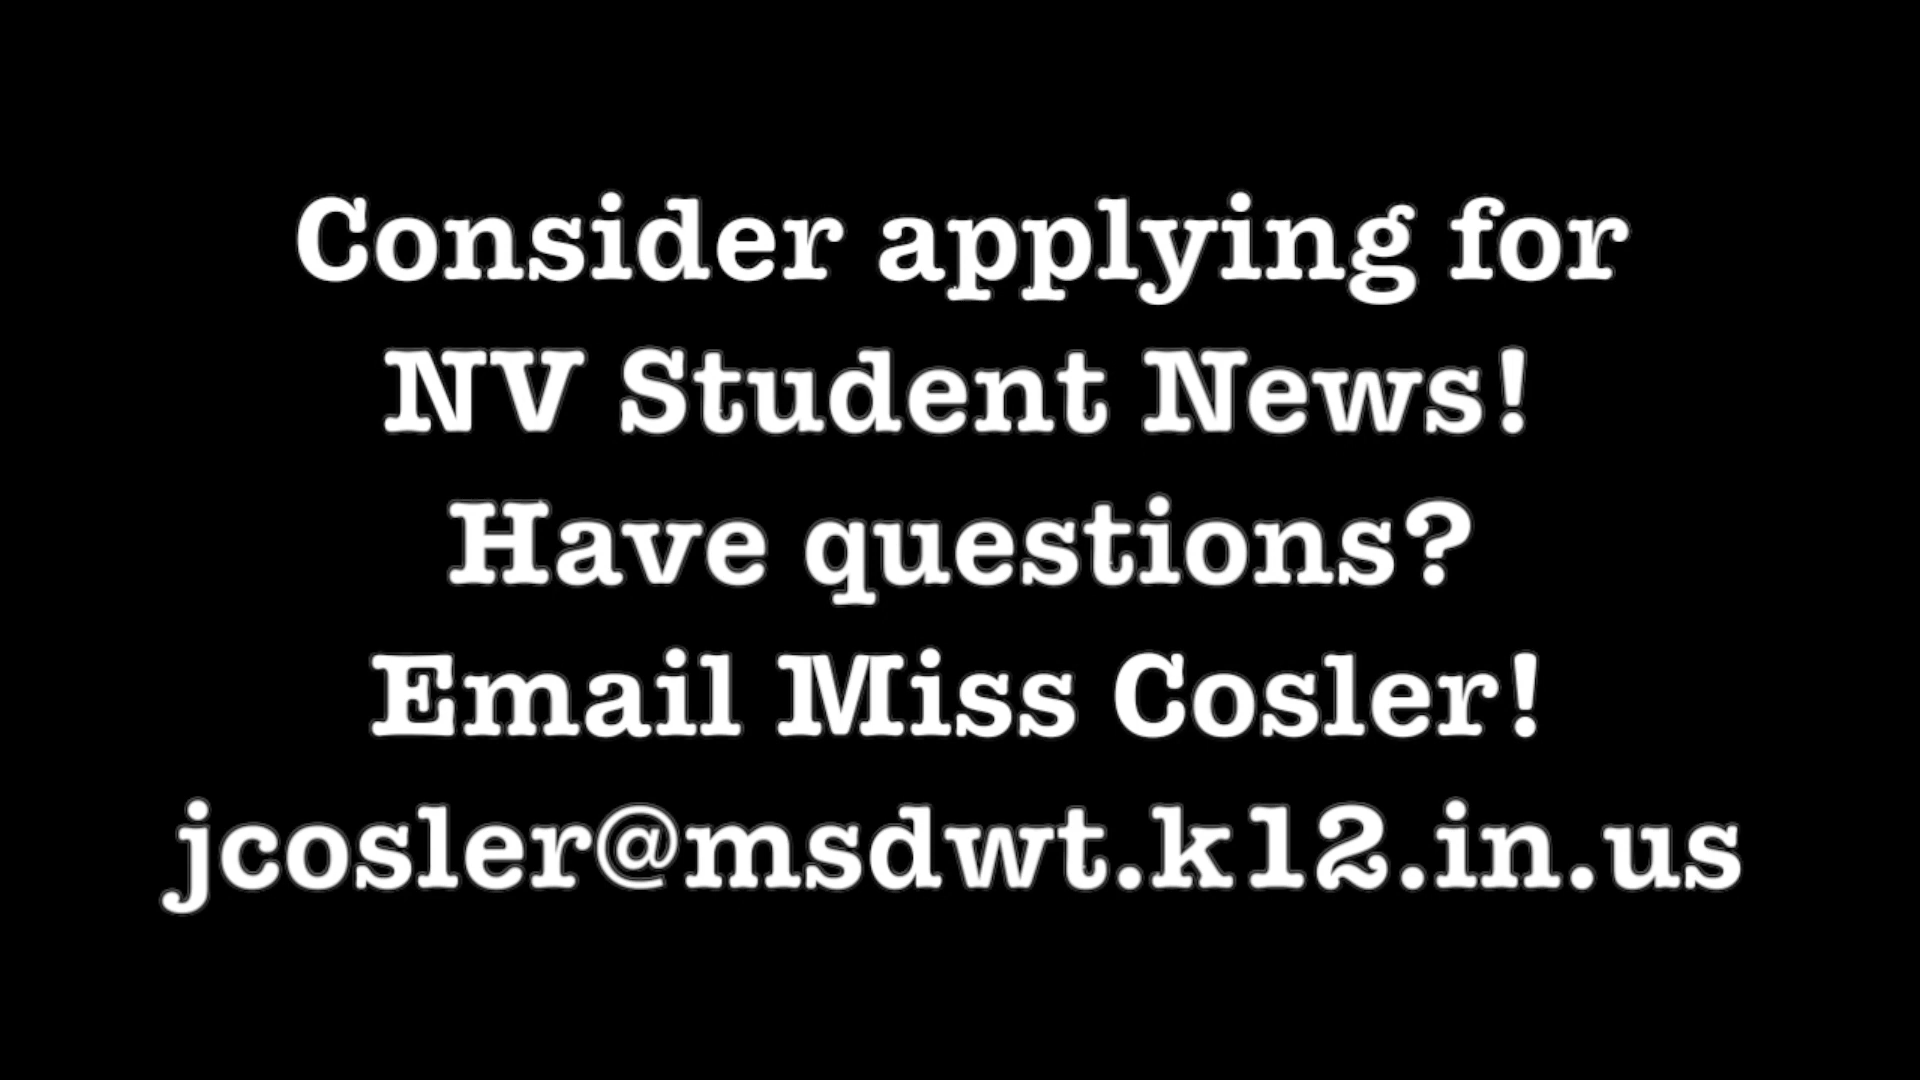 Consider applying for
NV Student News!
Have questions?
Email Miss Cosler!
jcosler@msdwt.k12.in.us